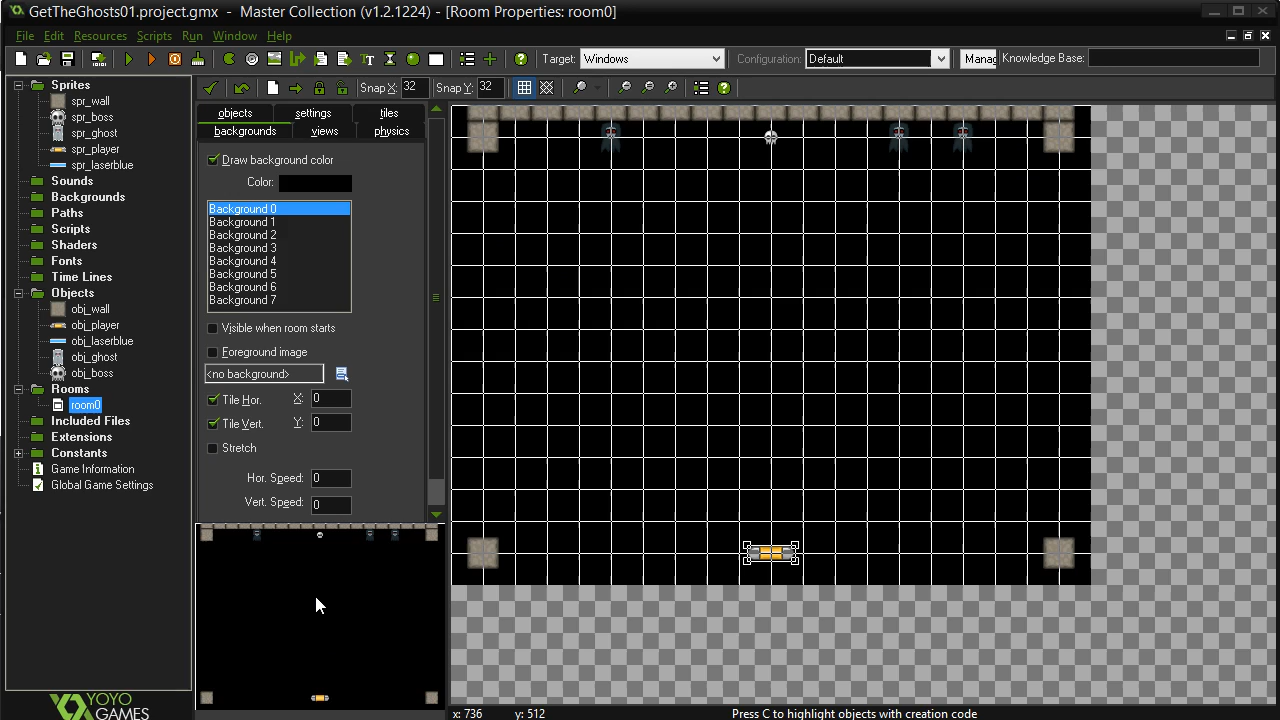 GetTheGhosts01.project.gmx - Master Collection (v1.2.1224) - [Room Properties: room0]
File Edit Resources Scripts Run Window Help
Target: Windows Configuration: Default Manag Knowledge Base:
Snap X: 32 Snap Y: 32
Sprites
spr_wall
spr_boss
spr_ghost
spr_player
spr_laserblue
Sounds
Backgrounds
Paths
Scripts
Shaders
Fonts
Time Lines
Objects
obj_wall
obj_player
obj_laserblue
obj_ghost
obj_boss
Rooms
room0
Included Files
Extensions
Constants
Game Information
Global Game Settings
YOYO
GAMES
objects settings tiles
backgrounds views physics
Draw background color
Color:
Background 0
Background 1
Background 2
Background 3
Background 4
Background 5
Background 6
Background 7
Visible when room starts
Foreground image
<no background>
Tile Hor. X: 0
Tile Vert. Y: 0
Stretch
Hor. Speed: 0
Vert. Speed: 0
x: 736 y: 512 Press C to highlight objects with creation code